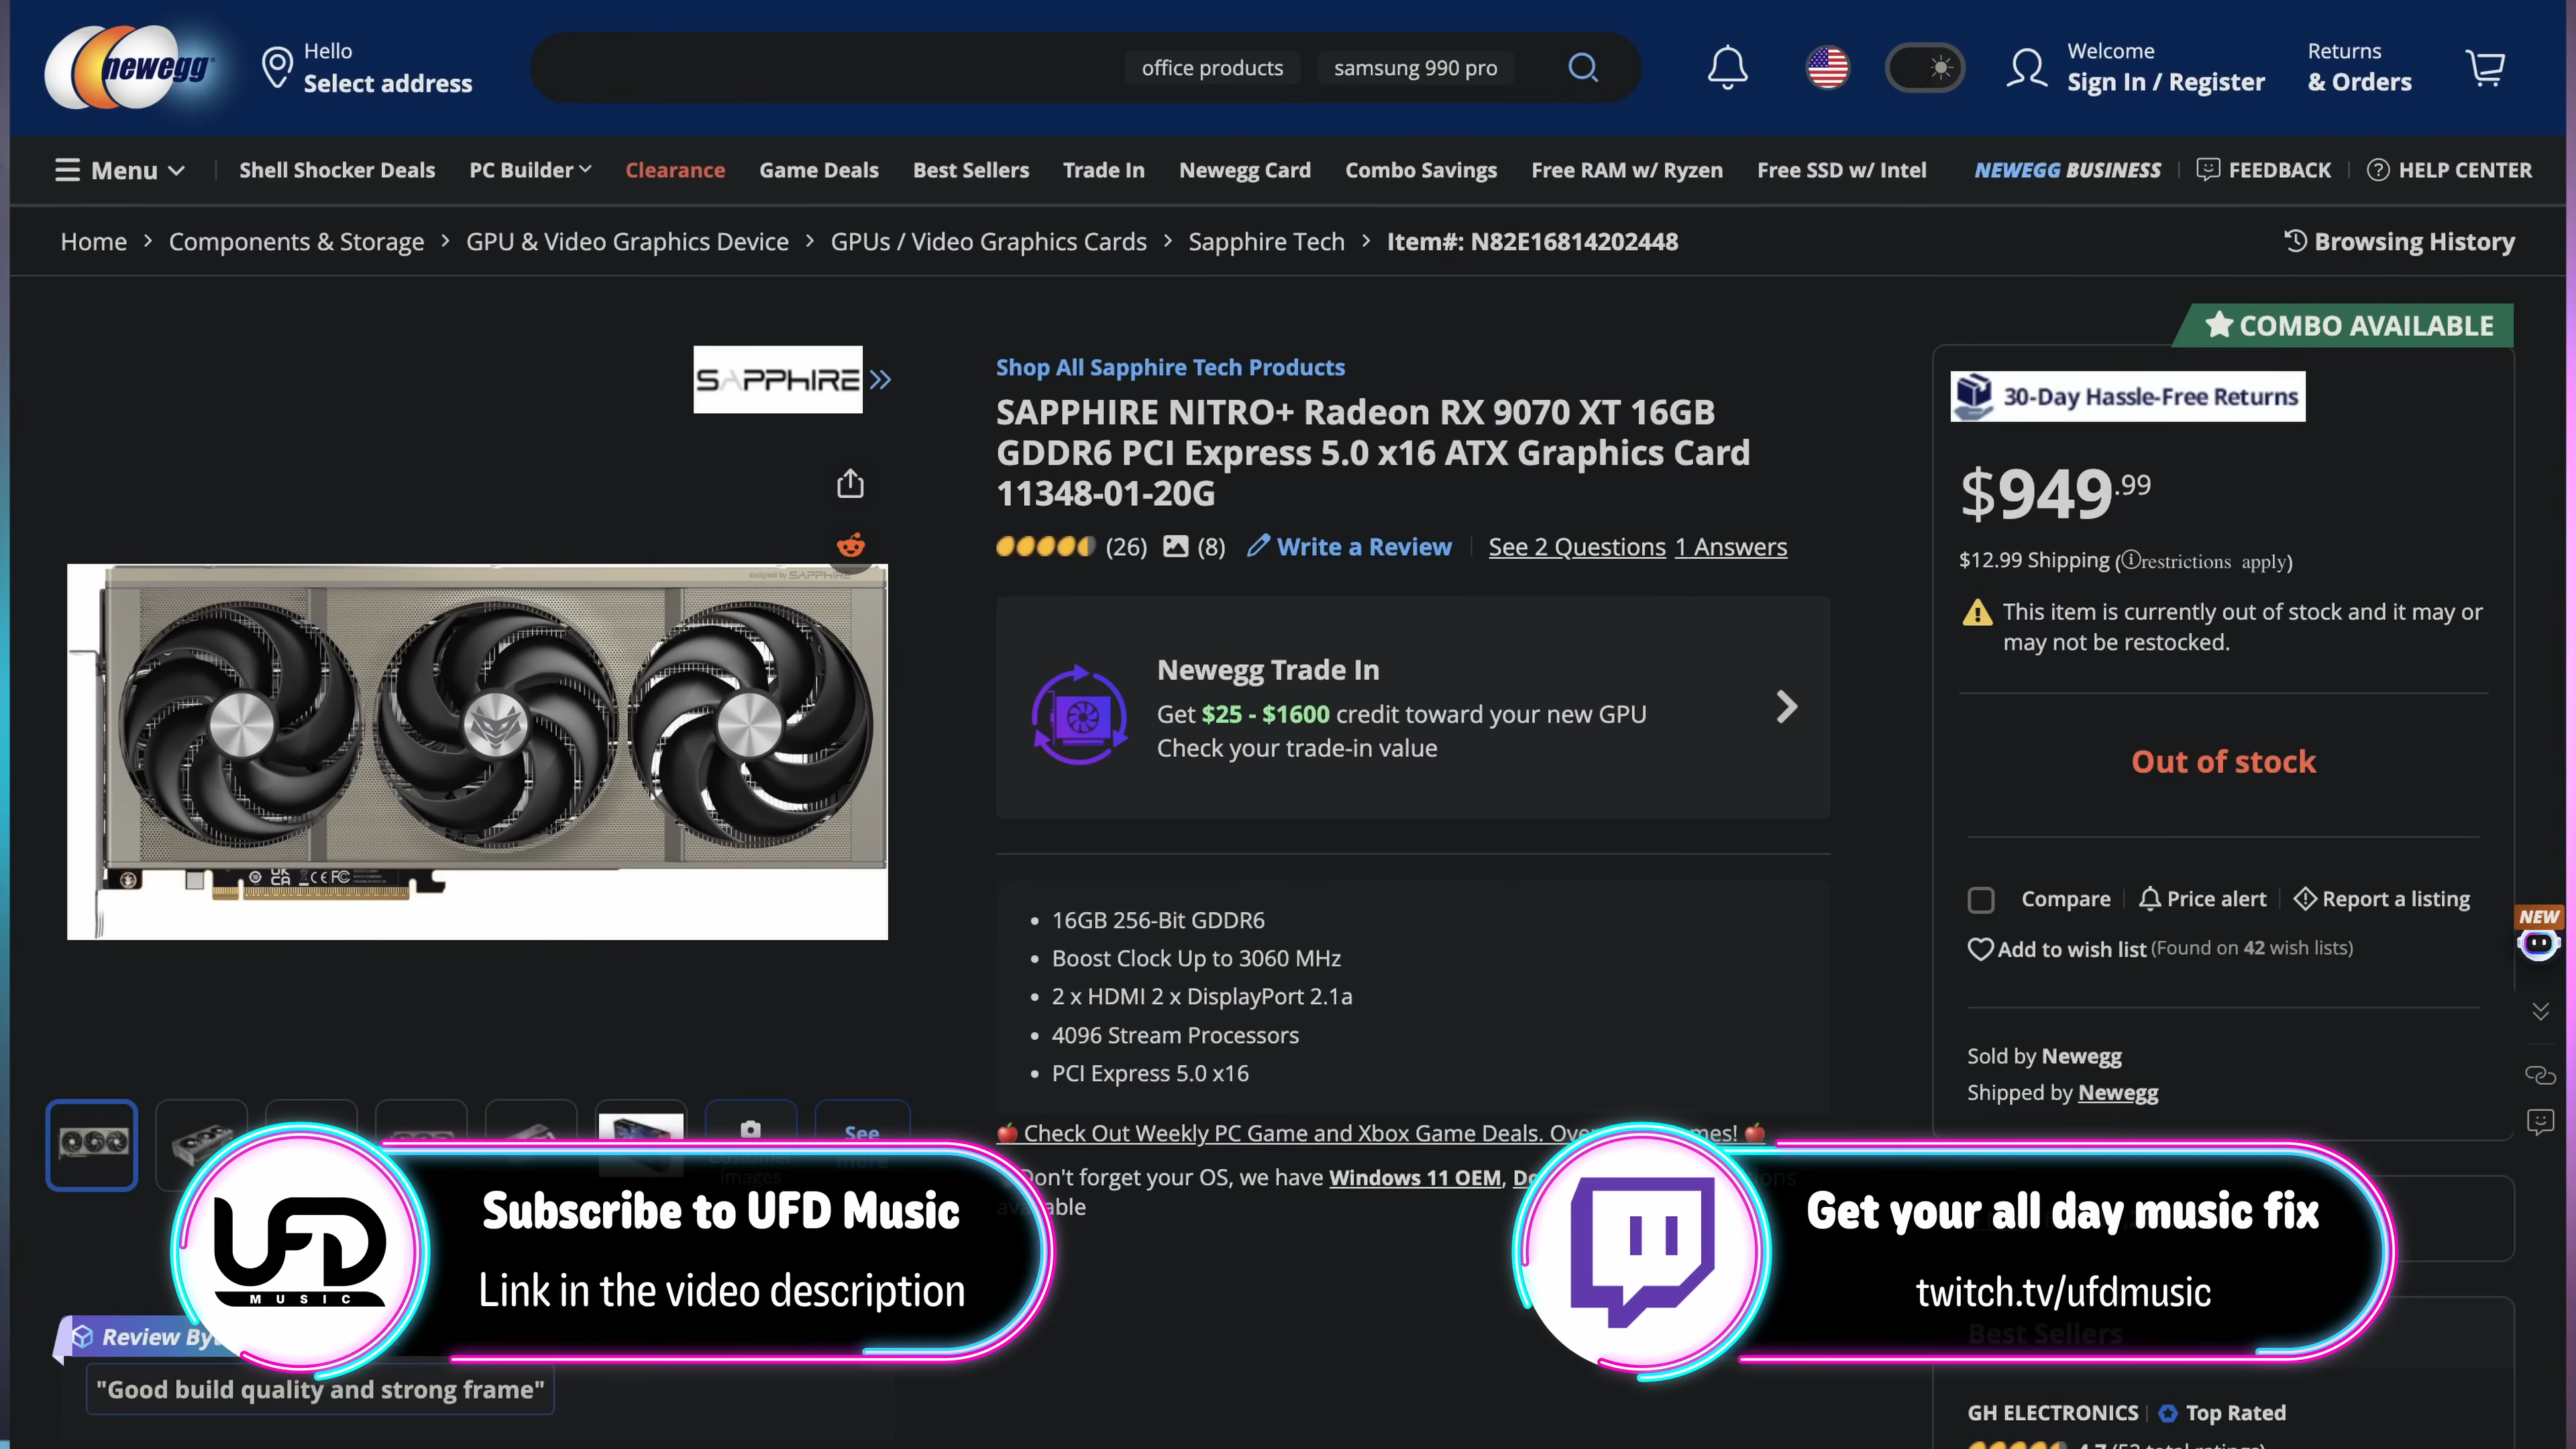 newegg
Hello
Select address
office products
samsung 990 pro
Welcome
Sign In / Register
Returns
& Orders
Menu
Shell Shocker Deals
PC Builder
Clearance
Game Deals
Best Sellers
Trade In
Newegg Card
Combo Savings
Free RAM w/ Ryzen
Free SSD w/ Intel
NEWEGG BUSINESS
FEEDBACK
HELP CENTER
Home > Components & Storage > GPU & Video Graphics Device > GPUs / Video Graphics Cards > Sapphire Tech > Item#: N82E16814202448
Browsing History
COMBO AVAILABLE
SAPPHIRE
designed by SAPPHIRE
Shop All Sapphire Tech Products
SAPPHIRE NITRO+ Radeon RX 9070 XT 16GB
GDDR6 PCI Express 5.0 x16 ATX Graphics Card
11348-01-20G
(26) (8) Write a Review See 2 Questions 1 Answers
Newegg Trade In
Get $25 - $1600 credit toward your new GPU
Check your trade-in value
• 16GB 256-Bit GDDR6
• Boost Clock Up to 3060 MHz
• 2 x HDMI 2 x DisplayPort 2.1a
• 4096 Stream Processors
• PCI Express 5.0 x16
Check Out Weekly PC Game and Xbox Game Deals.
Don't forget your OS, we have Windows 11 OEM,
30-Day Hassle-Free Returns
$949.99
$12.99 Shipping (restrictions apply)
This item is currently out of stock and it may or
may not be restocked.
Out of stock
Compare
Price alert
Report a listing
Add to wish list (Found on 42 wish lists)
NEW
Sold by Newegg
Shipped by Newegg
See
Customer
images
UFD
MUSIC
Subscribe to UFD Music
Link in the video description
Get your all day music fix
twitch.tv/ufdmusic
Best Sellers
Review
"Good build quality and strong frame"
GH ELECTRONICS
Top Rated